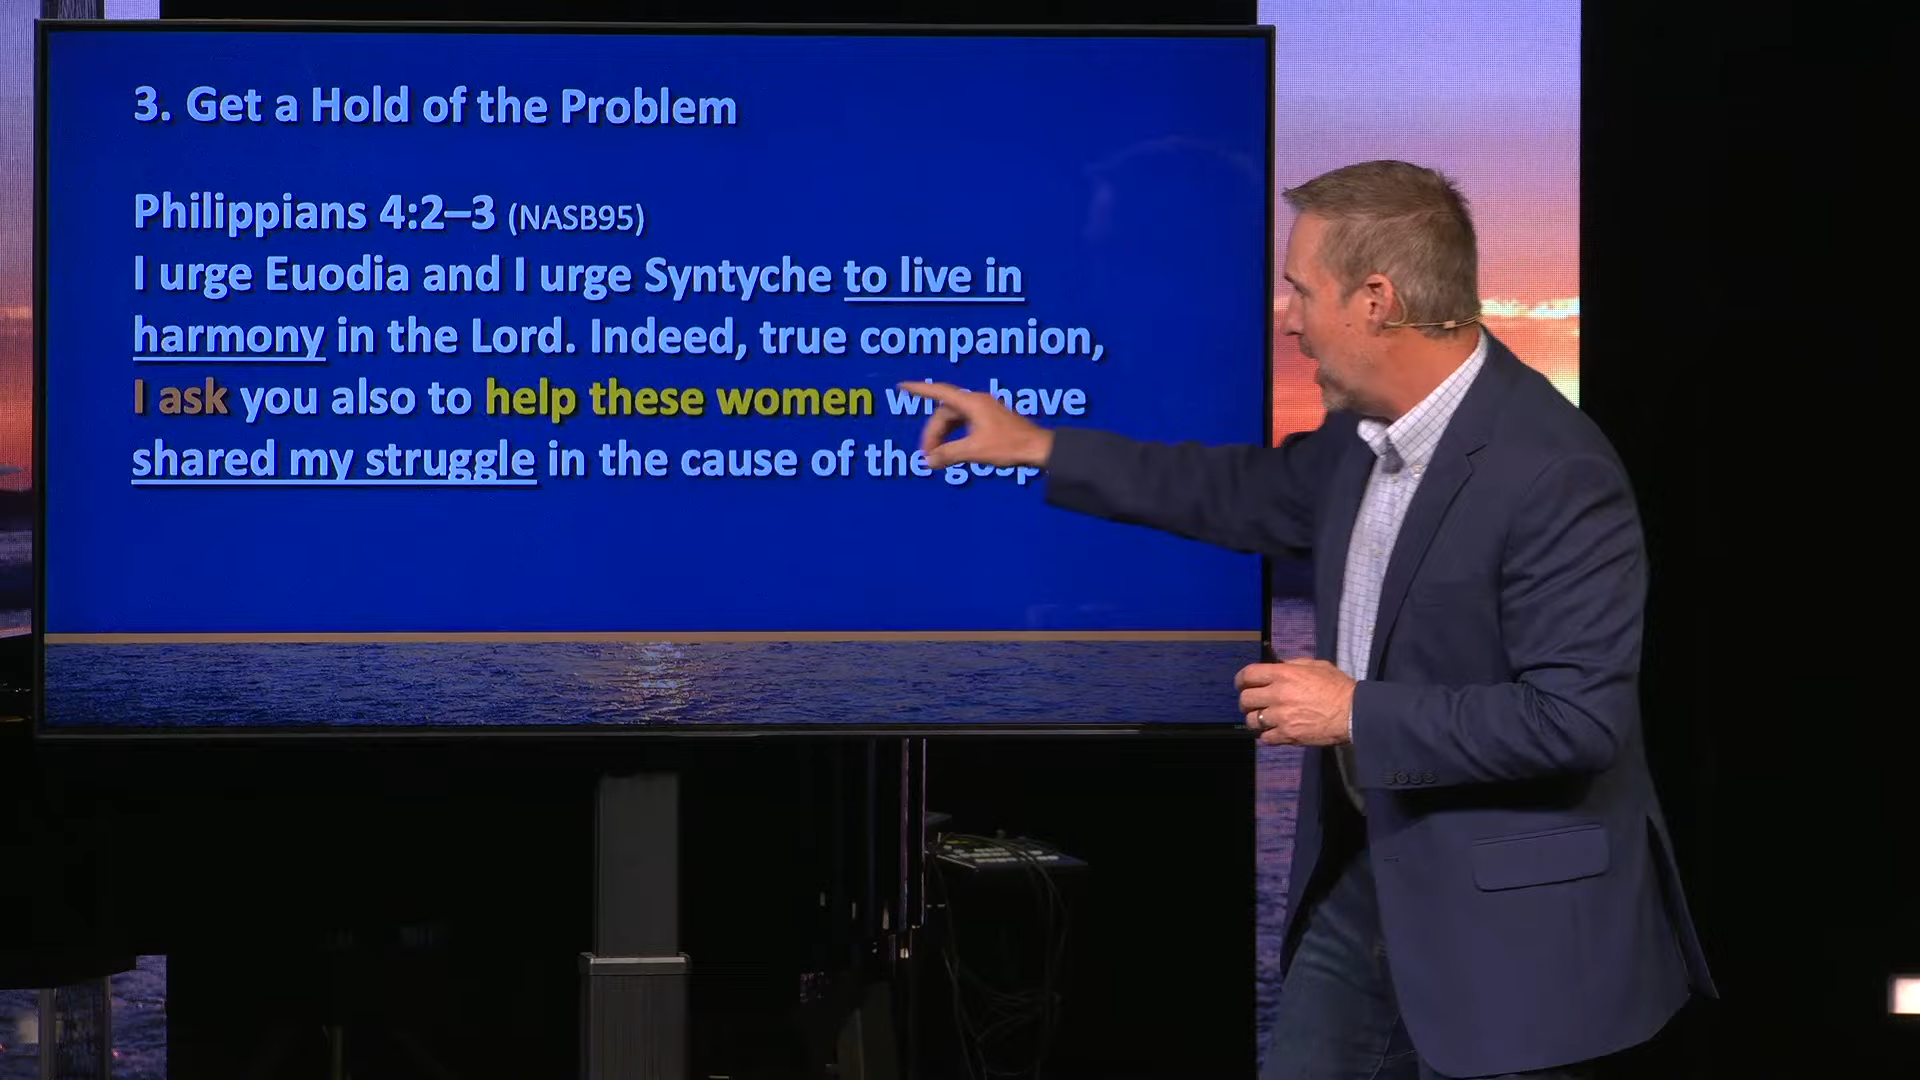 3. Get a Hold of the Problem
Philippians 4:2–3 (NASB95)
I urge Euodia and I urge Syntyche to live in
harmony in the Lord. Indeed, true companion,
I ask you also to help these women have
shared my struggle in the cause of the